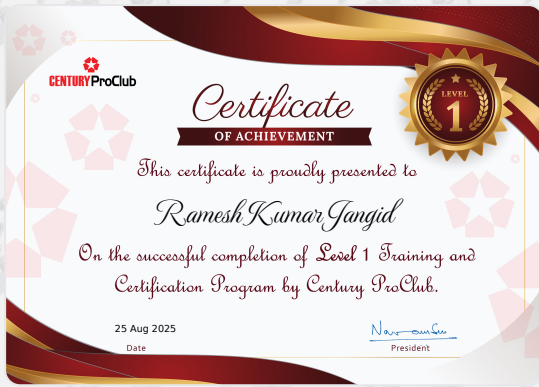 CENTURY ProClub
Certificate
OF ACHIEVEMENT
LEVEL
1
This certificate is proudly presented to
Ramesh Kumar Jangid
On the successful completion of Level 1 Training and
Certification Program by Century ProClub.
25 Aug 2025
Date
President